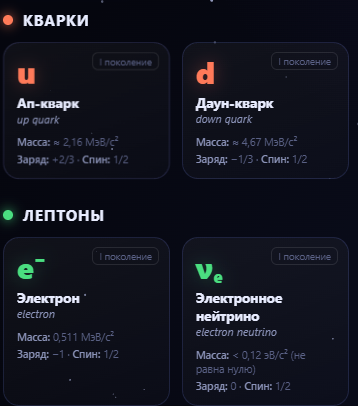 КВАРКИ
I поколение
u
Ап-кварк
up quark
Масса: ≈ 2,16 МэВ/c²
Заряд: +2/3 · Спин: 1/2
I поколение
d
Даун-кварк
down quark
Масса: ≈ 4,67 МэВ/c²
Заряд: −1/3 · Спин: 1/2
ЛЕПТОНЫ
I поколение
e⁻
Электрон
electron
Масса: 0,511 МэВ/c²
Заряд: −1 · Спин: 1/2
I поколение
νₑ
Электронное
нейтрино
electron neutrino
Масса: < 0,12 эВ/c² (не
равна нулю)
Заряд: 0 · Спин: 1/2